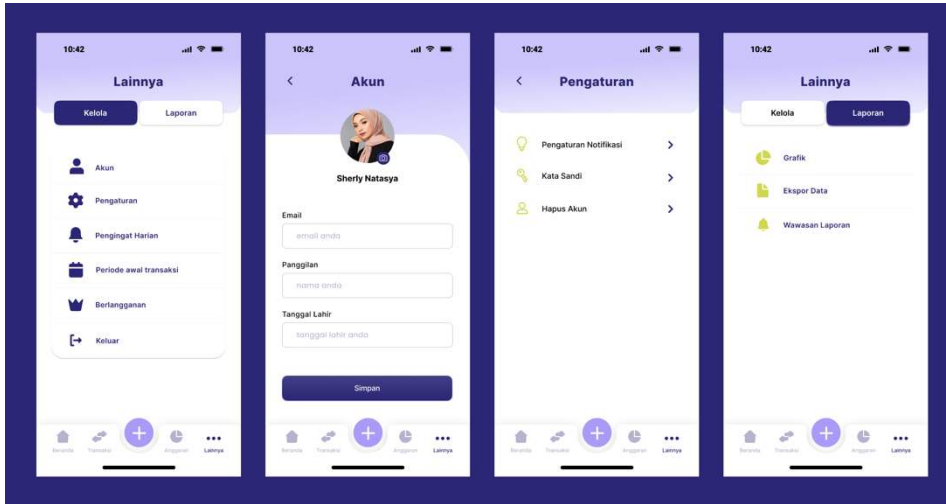 10:42
Lainnya
Kelola
Laporan
Akun
Pengaturan
Pengingat Harian
Periode awal transaksi
Berlangganan
Keluar
Beranda
Transaksi
Anggaran
Lainnya
10:42
Akun
Sherly Natasya
Email
email anda
Panggilan
nama anda
Tanggal Lahir
tanggal lahir anda
Simpan
Beranda
Transaksi
Anggaran
Lainnya
10:42
Pengaturan
Pengaturan Notifikasi
Kata Sandi
Hapus Akun
Beranda
Transaksi
Anggaran
Lainnya
10:42
Lainnya
Kelola
Laporan
Grafik
Ekspor Data
Wawasan Laporan
Beranda
Transaksi
Anggaran
Lainnya